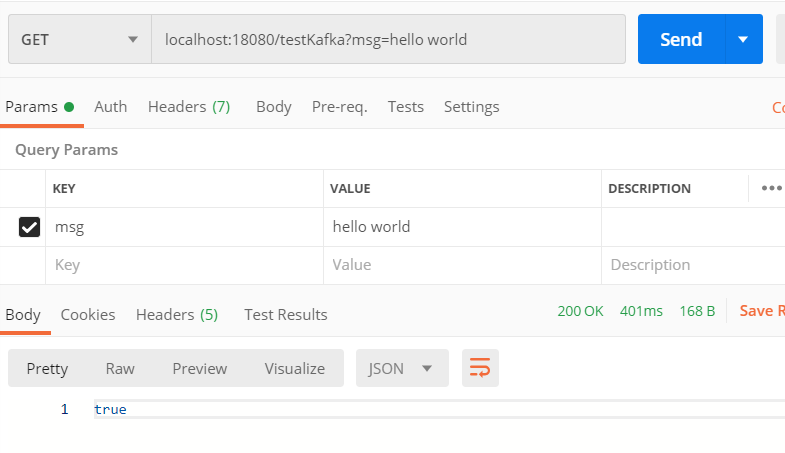 GET localhost:18080/testKafka?msg=hello world Send
Params Auth Headers (7) Body Pre-req. Tests Settings
Query Params
KEY VALUE DESCRIPTION
msg hello world
Key Value Description
Body Cookies Headers (5) Test Results 200 OK 401ms 168 B Save R
Pretty Raw Preview Visualize JSON
1 true